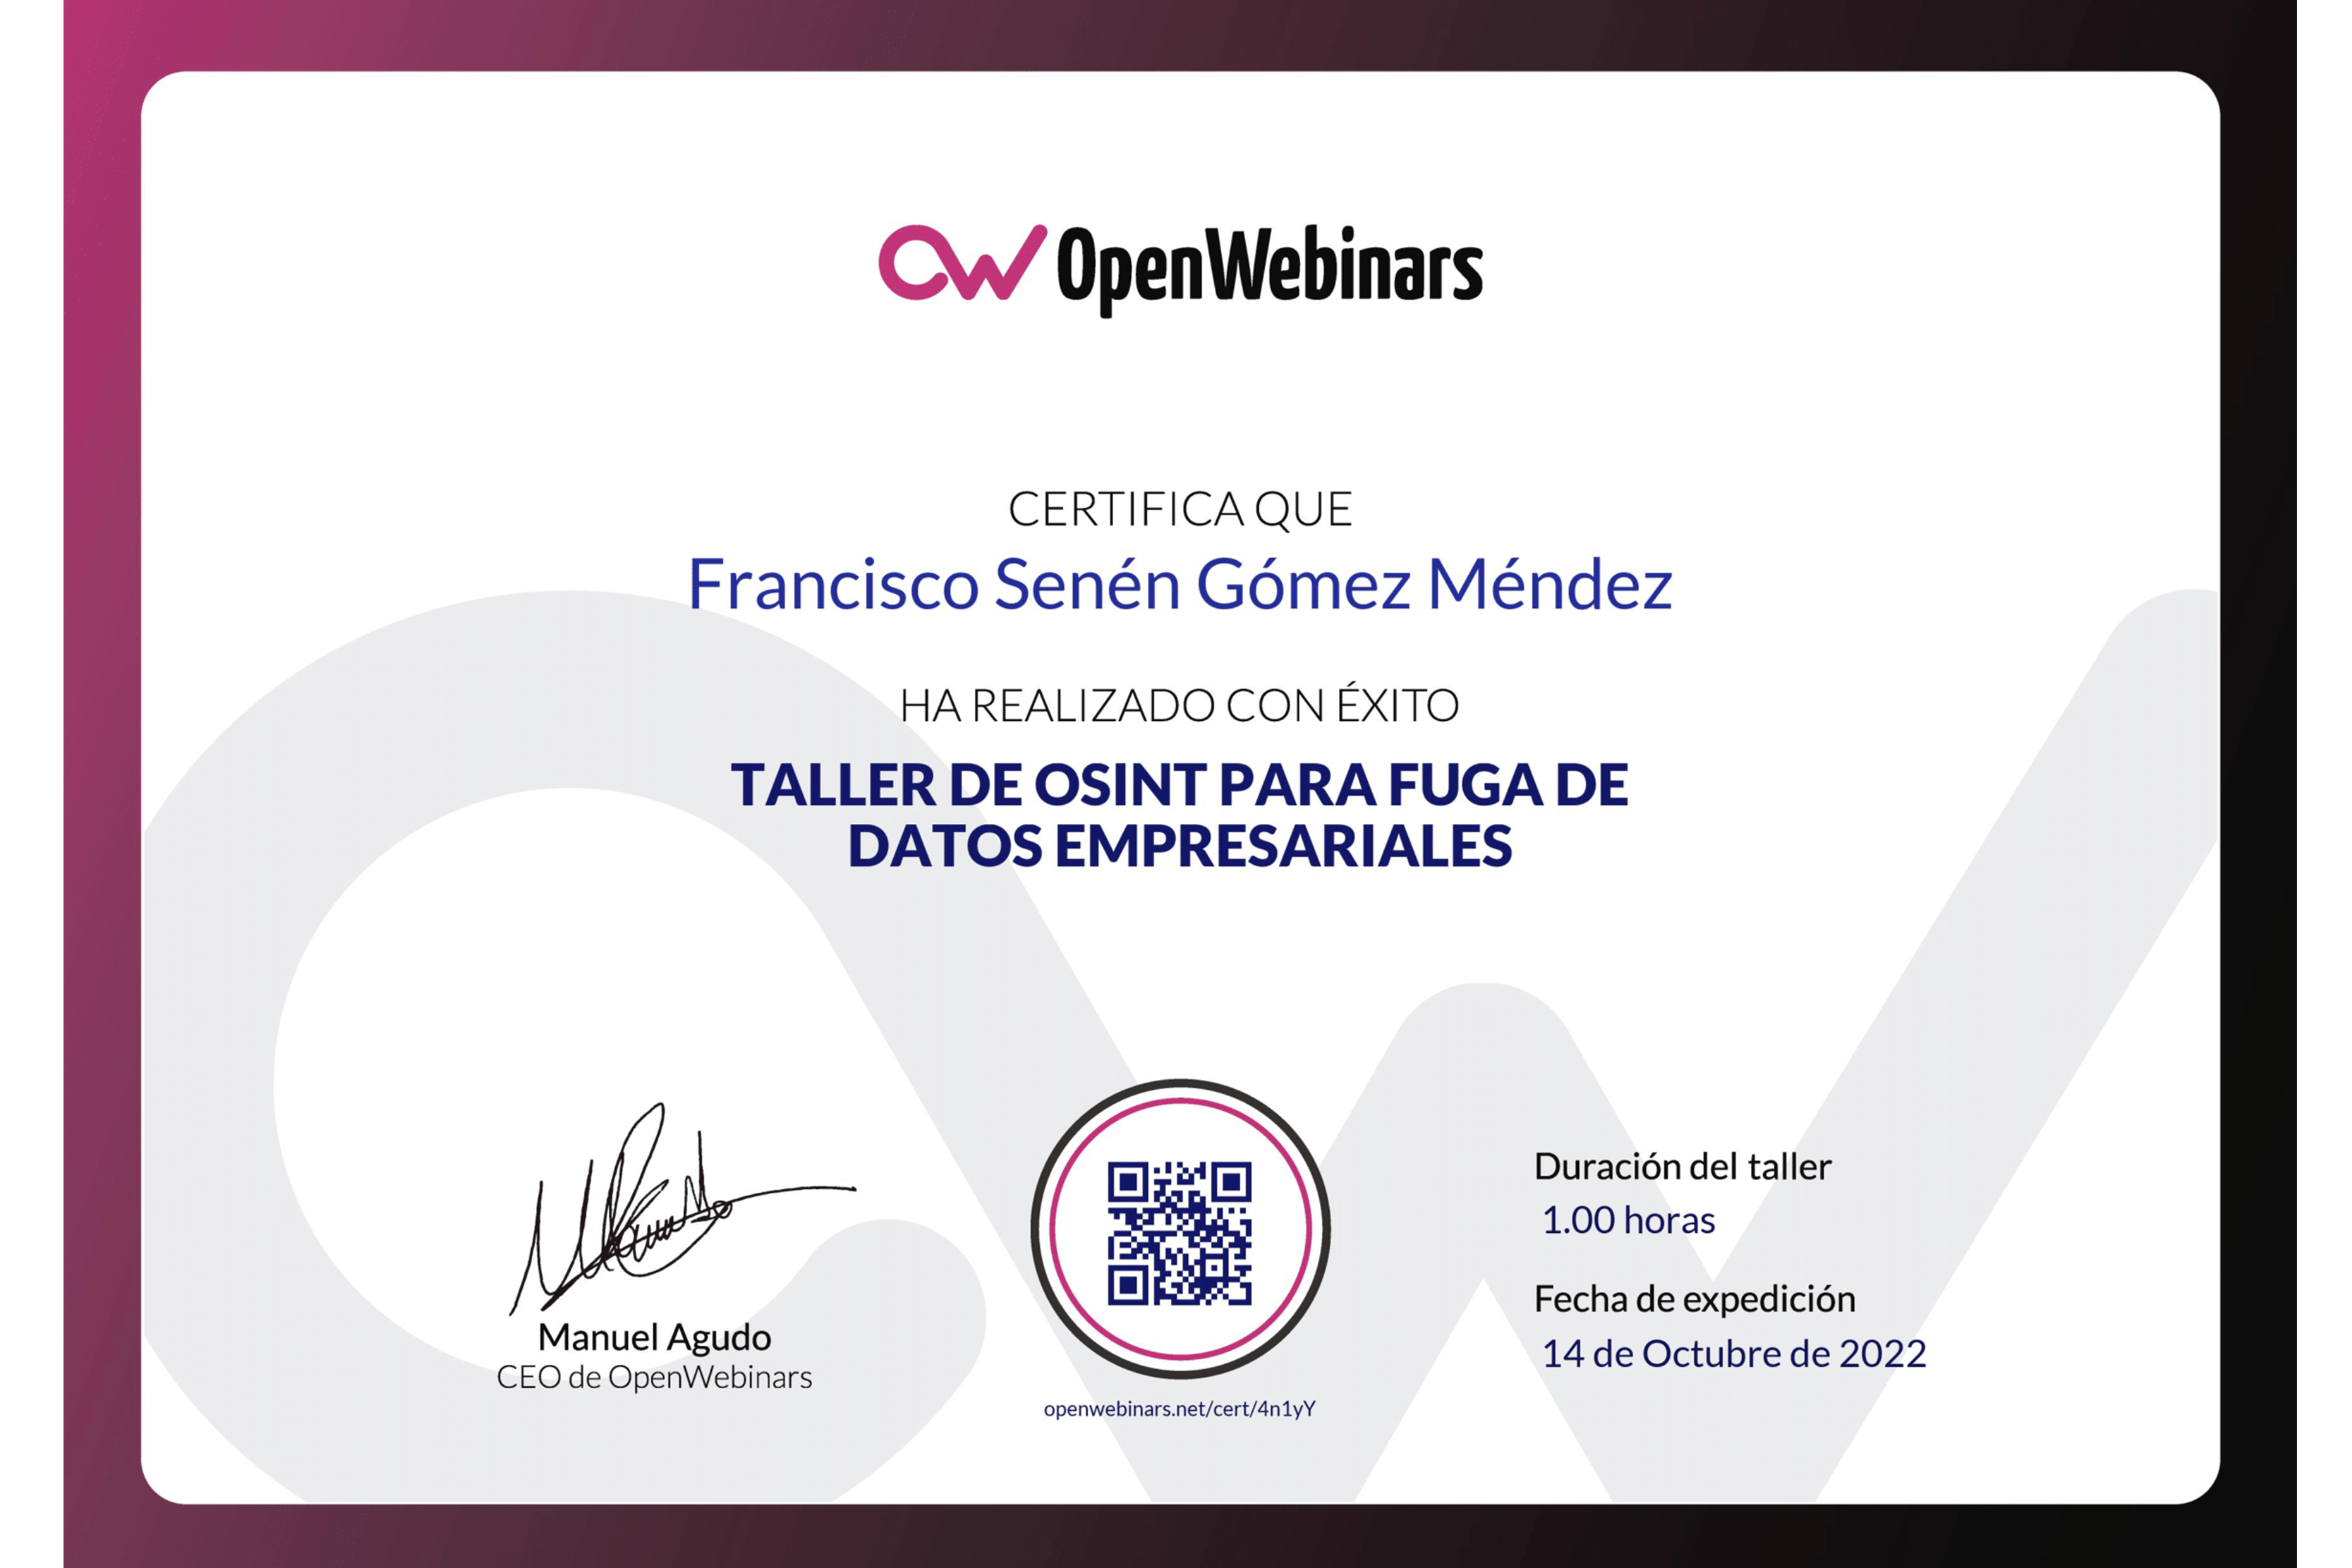 OpenWebinars
CERTIFICA QUE
Francisco Senén Gómez Méndez
HA REALIZADO CON ÉXITO
TALLER DE OSINT PARA FUGA DE
DATOS EMPRESARIALES
Manuel Agudo
CEO de OpenWebinars
openwebinars.net/cert/4n1yY
Duración del taller
1.00 horas
Fecha de expedición
14 de Octubre de 2022